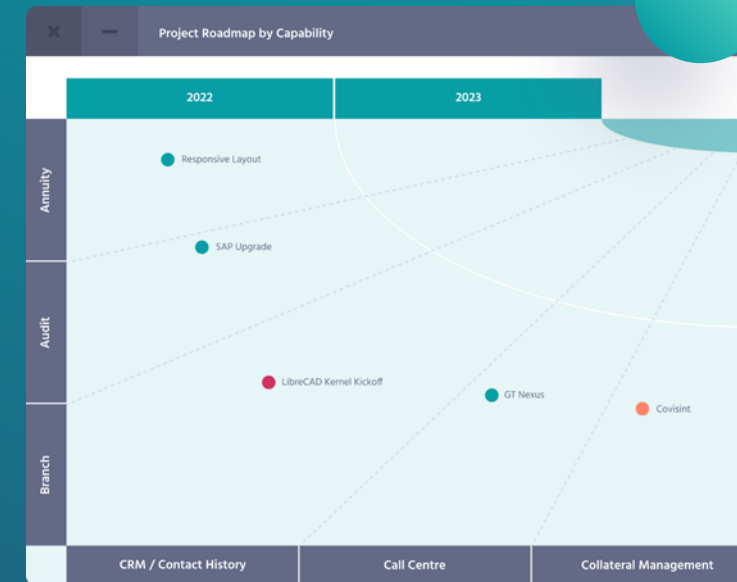 Project Roadmap by Capability
2022
2023
Annuity
Responsive Layout
SAP Upgrade
Audit
LibreCAD Kernel Kickoff
GT Nexus
Covisint
Branch
CRM / Contact History
Call Centre
Collateral Management